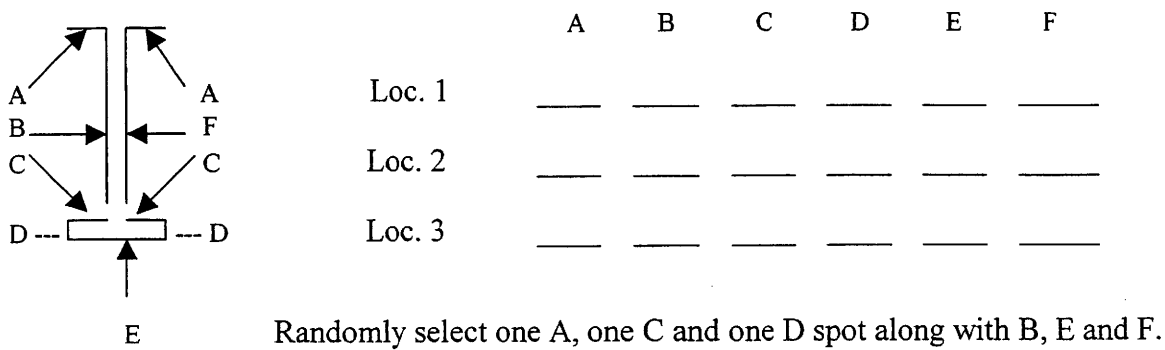 A B C D E F
A A
Loc. 1
B F
C C
Loc. 2
D --- --- D
Loc. 3
E
Randomly select one A, one C and one D spot along with B, E and F.